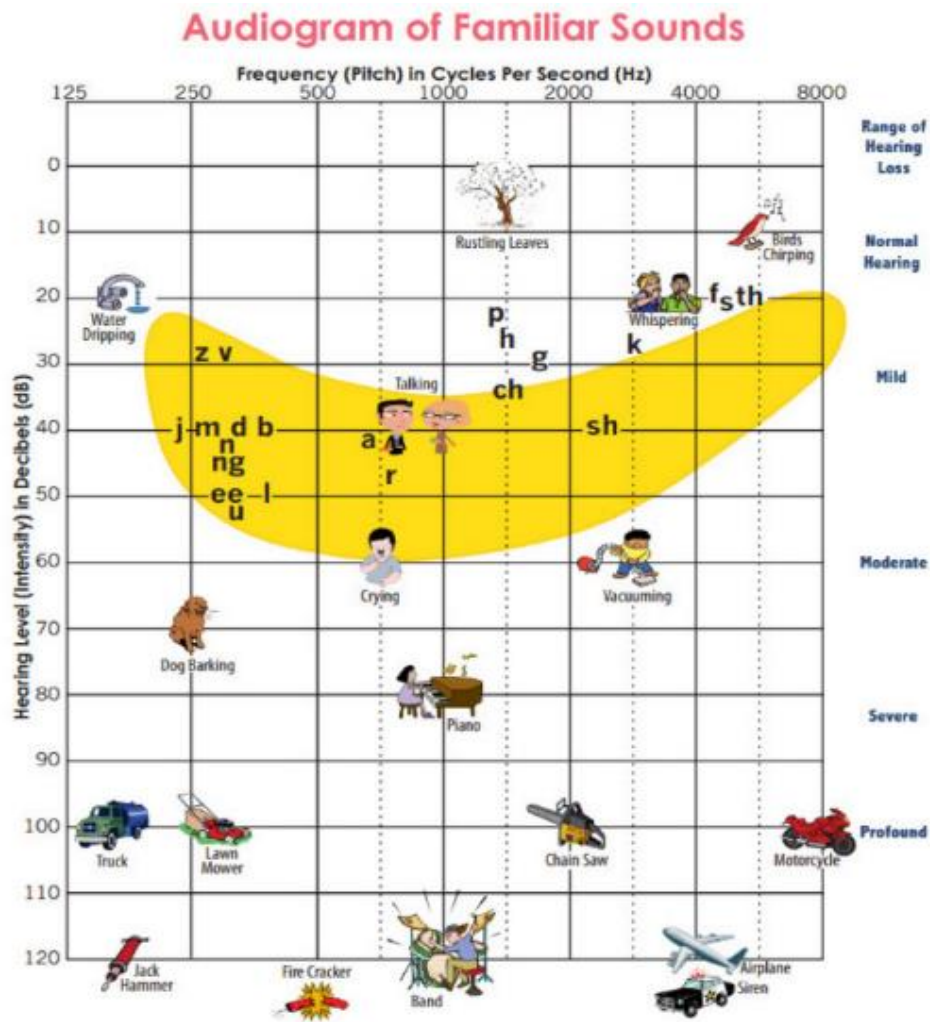 Audiogram of Familiar Sounds
Frequency (Pitch) in Cycles Per Second (Hz)
125 250 500 1000 2000 4000 8000
Range of
Hearing
Loss
0
Rustling Leaves
10
Birds
Chirping
Normal
Hearing
20
Water
Dripping
Whispering
f s th
p
h
k
z v
g
30
Mild
Talking
ch
40
j m d b
n
a
sh
ng
r
50
ee l
u
60
Crying
Vacuuming
Moderate
70
Dog Barking
80
Piano
Severe
90
100
Truck
Lawn
Mower
Chain Saw
Motorcycle
Profound
110
120
Jack
Hammer
Fire Cracker
Band
Airplane
Siren
Hearing Level (Intensity) in Decibels (dB)